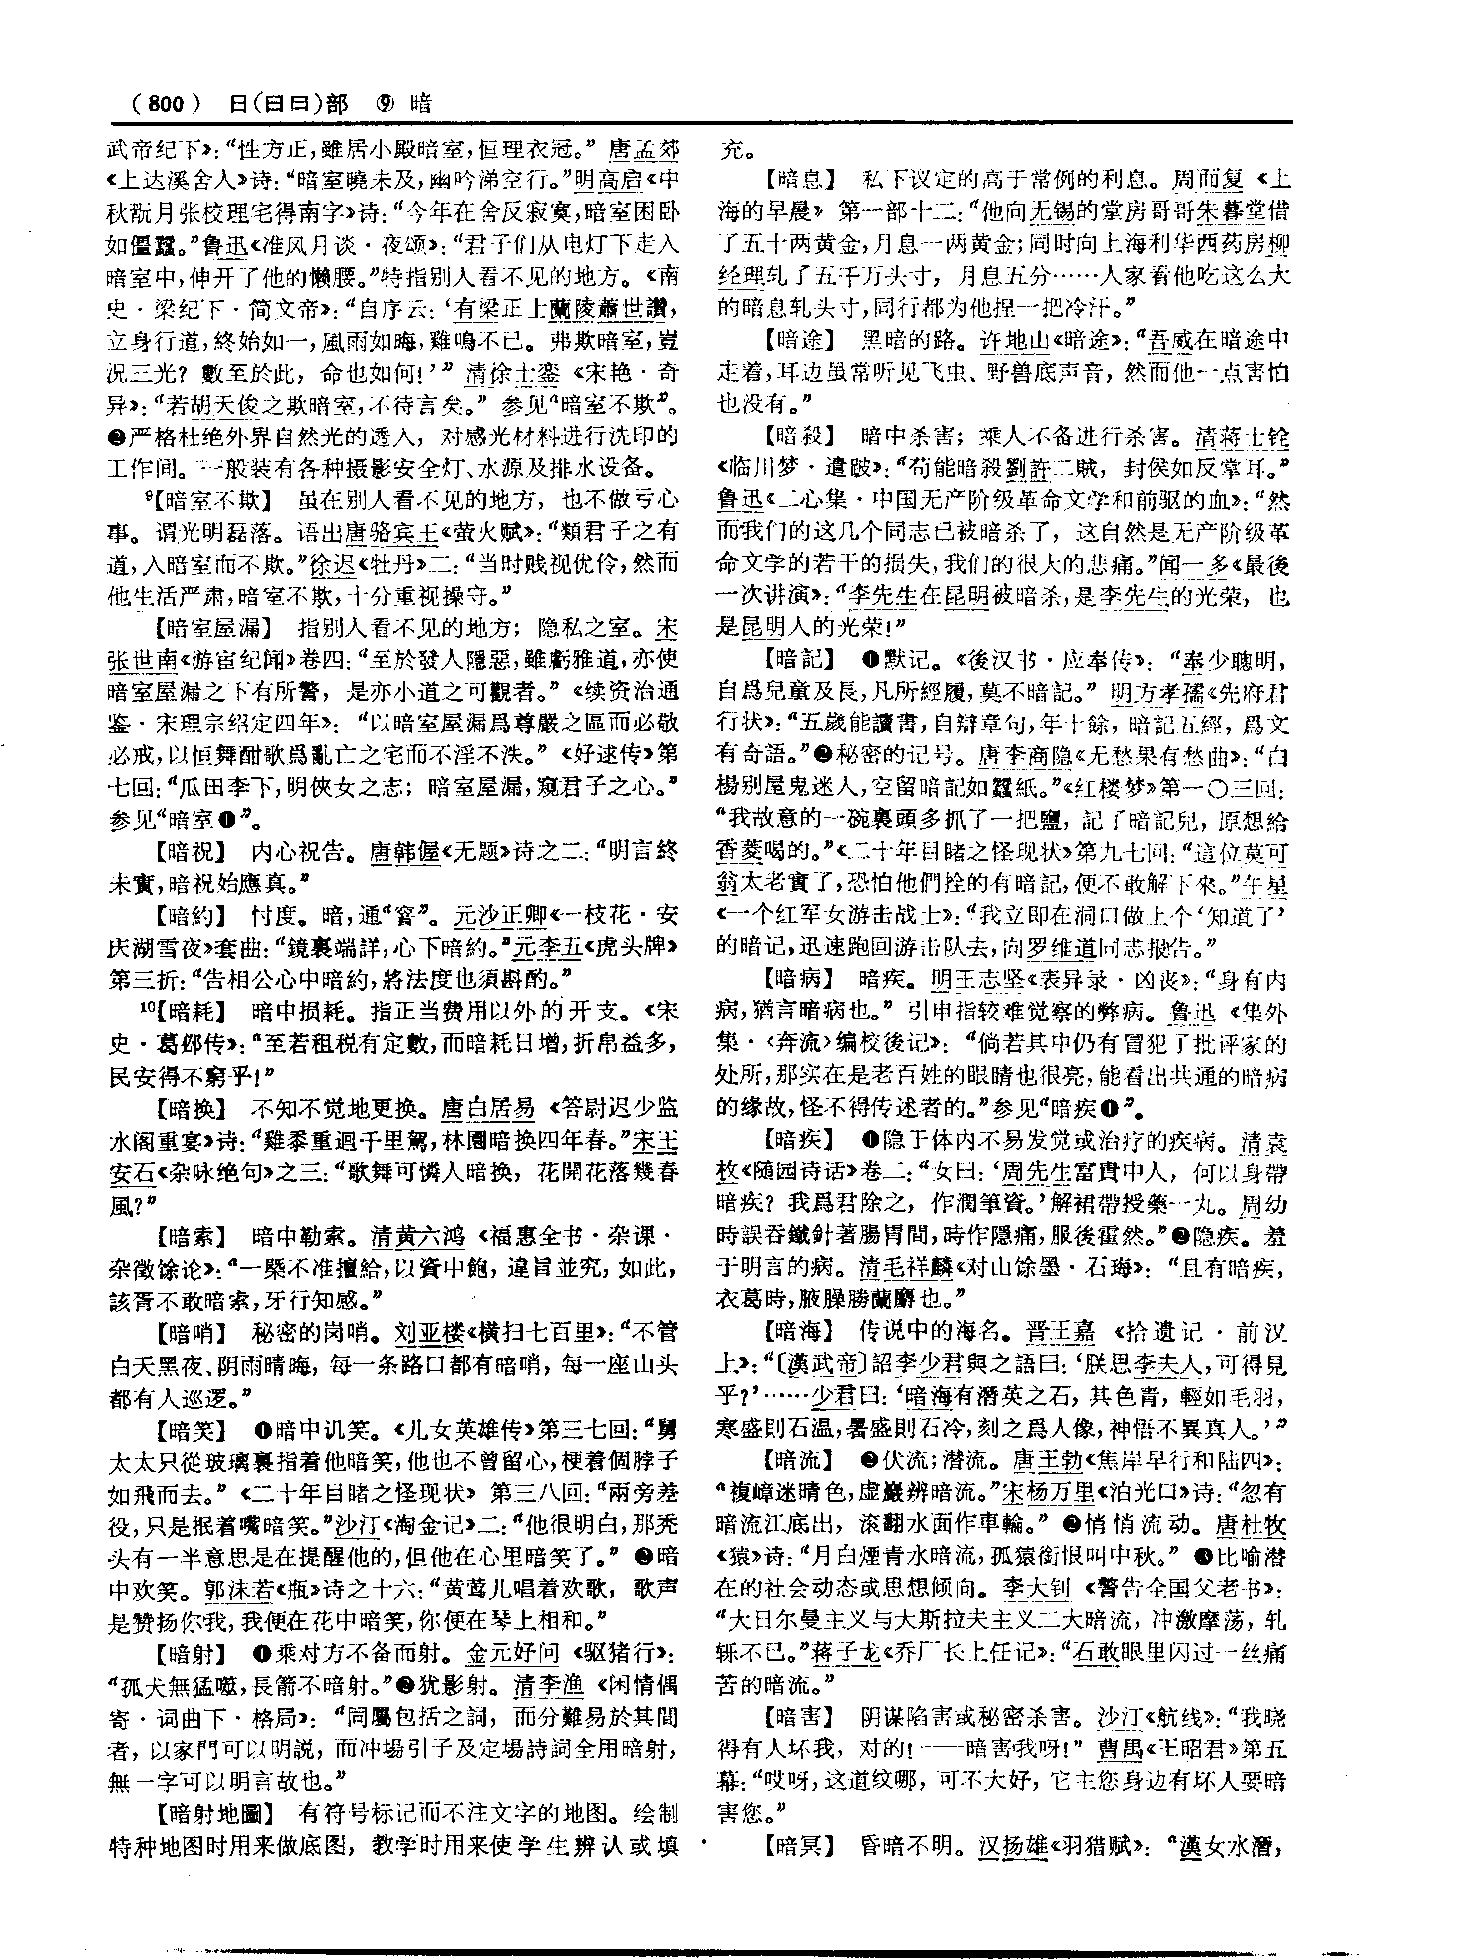 (800) 日(曰⺜)部 ⑨ 暗
武帝纪下》：“性方正，雖居小殿暗室，恒理衣冠。” 唐孟郊
《上达溪舍人》诗：“暗室曉未及，幽吟涕空行。”明高启《中
秋翫月张校理宅得南字》诗：“今年在舍反寂寞，暗室困卧
如僵蠶。”鲁迅《准风月谈·夜颂》：“君子们从电灯下走入
暗室中，伸开了他的懒腰。”特指别人看不见的地方。《南
史·梁纪下·简文帝》：“自序云：‘有梁正士蘭陵蕭世讚，
立身行道，終始如一，風雨如晦，雞鳴不已。弗欺暗室，豈
况三光？數至於此，命也如何！’” 清徐士銮《宋艳·奇
异》：“若胡天俊之欺暗室，不待言矣。” 参见“暗室不欺”。
❷严格杜绝外界自然光的透入，对感光材料进行洗印的
工作间。一般装有各种摄影安全灯、水源及排水设备。
⁹【暗室不欺】 虽在别人看不见的地方，也不做亏心
事。谓光明磊落。语出唐骆宾王《萤火赋》：“類君子之有
道，入暗室而不欺。”徐迟《牡丹》二：“当时贱视优伶，然而
他生活严肃，暗室不欺，十分重视操守。”
【暗室屋漏】 指别人看不见的地方；隐私之室。宋
张世南《游宦纪闻》卷四：“至於發人隱惡，雖虧雅道，亦使
暗室屋漏之下有所警，是亦小道之可觀者。”《续资治通
鉴·宋理宗绍定四年》：“以暗室屋漏爲尊嚴之區而必敬
必戒，以恒舞酣歌爲亂亡之宅而不淫不泆。”《好逑传》第
七回：“瓜田李下，明俠女之志；暗室屋漏，窺君子之心。”
参见“暗室❶”。
【暗祝】 内心祝告。唐韩偓《无题》诗之二：“明言終
未實，暗祝始應真。”
【暗約】 忖度。暗，通“窨”。元沙正卿《一枝花·安
庆湖雪夜》套曲：“鏡裏端詳，心下暗約。”元李五《虎头牌》
第三折：“告相公心中暗約，將法度也須斟酌。”
¹⁰【暗耗】 暗中损耗。指正当费用以外的开支。《宋
史·葛郯传》：“至若租税有定數，而暗耗日增，折帛益多，
民安得不窮乎！”
【暗换】 不知不觉地更换。唐白居易《答尉迟少监
水阁重宴》诗：“雞黍重迴千里駕，林園暗换四年春。”宋王
安石《杂咏绝句》之三：“歌舞可憐人暗换，花開花落幾春
風？”
【暗索】 暗中勒索。清黄六鸿《福惠全书·杂课·
杂徵馀论》：“一槩不准擅給，以資中飽，違旨並究，如此，
該胥不敢暗索，牙行知感。”
【暗哨】 秘密的岗哨。刘亚楼《横扫七百里》：“不管
白天黑夜、阴雨晴晦，每一条路口都有暗哨，每一座山头
都有人巡逻。”
【暗笑】 ❶暗中讥笑。《儿女英雄传》第三七回：“舅
太太只從玻璃裏指着他暗笑，他也不曾留心，梗着個脖子
如飛而去。”《二十年目睹之怪现状》第三八回：“兩旁差
役，只是抿着嘴暗笑。”沙汀《淘金记》二：“他很明白，那秃
头有一半意思是在提醒他的，但他在心里暗笑了。” ❷暗
中欢笑。郭沫若《瓶》诗之十六：“黄莺儿唱着欢歌，歌声
是赞扬你我，我便在花中暗笑，你便在琴上相和。”
【暗射】 ❶乘对方不备而射。金元好问《驱猪行》：
“孤犬無猛噬，長箭不暗射。”❷犹影射。清李渔《闲情偶
寄·词曲下·格局》：“同屬包括之詞，而分難易於其間
者，以家門可以明説，而冲場引子及定場詩詞全用暗射，
無一字可以明言故也。”
【暗射地圖】 有符号标记而不注文字的地图。绘制
特种地图时用来做底图，教学时用来使学生辨认或填
充。
【暗息】 私下议定的高于常例的利息。周而复《上
海的早晨》第一部十二：“他向无锡的堂房哥哥朱暮堂借
了五十两黄金，月息一两黄金；同时向上海利华西药房柳
经理轧了五千万头寸，月息五分……人家看他吃这么大
的暗息轧头寸，同行都为他捏一把冷汗。”
【暗途】 黑暗的路。许地山《暗途》：“吾威在暗途中
走着，耳边虽常听见飞虫、野兽底声音，然而他一点害怕
也没有。”
【暗殺】 暗中杀害；乘人不备进行杀害。清蒋士铨
《临川梦·遣跛》：“苟能暗殺劉許二賊，封侯如反掌耳。”
鲁迅《二心集·中国无产阶级革命文学和前驱的血》：“然
而我们的这几个同志已被暗杀了，这自然是无产阶级革
命文学的若干的损失，我们的很大的悲痛。”闻一多《最後
一次讲演》：“李先生在昆明被暗杀，是李先生的光荣，也
是昆明人的光荣！”
【暗記】 ❶默记。《後汉书·应奉传》：“奉少聰明，
自爲兒童及長，凡所經履，莫不暗記。” 明方孝孺《先府君
行状》：“五歲能讀書，自辯章句，年十餘，暗記五經，爲文
有奇語。”❷秘密的记号。唐李商隐《无愁果有愁曲》：“白
楊别屋鬼迷人，空留暗記如蠶紙。”《红楼梦》第一〇三回：
“我故意的一碗裏頭多抓了一把鹽，記了暗記兒，原想給
香菱喝的。”《二十年目睹之怪现状》第九七回：“這位莫可
翁太老實了，恐怕他們拴的有暗記，便不敢解下來。”午星
《一个红军女游击战士》：“我立即在洞口做上个‘知道了’
的暗记，迅速跑回游击队去，向罗维道同志报告。”
【暗病】 暗疾。明王志坚《表异录·凶丧》：“身有内
病，猶言暗病也。” 引申指较难觉察的弊病。鲁迅《集外
集·〈奔流〉编校後记》：“倘若其中仍有冒犯了批评家的
处所，那实在是老百姓的眼睛也很亮，能看出共通的暗病
的缘故，怪不得传述者的。”参见“暗疾❶”。
【暗疾】 ❶隐于体内不易发觉或治疗的疾病。清袁
枚《随园诗话》卷二：“女曰：‘周先生富貴中人，何以身帶
暗疾？我爲君除之，作潤筆資。’解裙帶授藥一丸。周幼
時誤吞鐵針著腸胃間，時作隱痛，服後霍然。”❷隐疾。羞
于明言的病。清毛祥麟《对山馀墨·石琇》：“且有暗疾，
衣葛時，腋臊勝蘭麝也。”
【暗海】 传说中的海名。晋王嘉《拾遗记·前汉
上》：“〔漢武帝〕詔李少君與之語曰：‘朕思李夫人，可得見
乎？’……少君曰：‘暗海有潛英之石，其色青，輕如毛羽，
寒盛則石温，暑盛則石冷，刻之爲人像，神悟不異真人。’”
【暗流】 ❶伏流；潜流。唐王勃《焦岸早行和陆四》：
“複嶂迷晴色，虚巖辨暗流。”宋杨万里《泊光口》诗：“忽有
暗流江底出，滚翻水面作車輪。” ❷悄悄流动。唐杜牧
《猿》诗：“月白煙青水暗流，孤猿銜恨叫中秋。” ❸比喻潜
在的社会动态或思想倾向。李大钊《警告全国父老书》：
“大日尔曼主义与大斯拉夫主义二大暗流，冲激摩荡，轧
轹不已。”蒋子龙《乔厂长上任记》：“石敢眼里闪过一丝痛
苦的暗流。”
【暗害】 阴谋陷害或秘密杀害。沙汀《航线》：“我晓
得有人坏我，对的！——暗害我呀！” 曹禺《王昭君》第五
幕：“哎呀，这道纹哪，可不大好，它主您身边有坏人要暗
害您。”
【暗冥】 昏暗不明。汉扬雄《羽猎赋》：“漢女水潛，